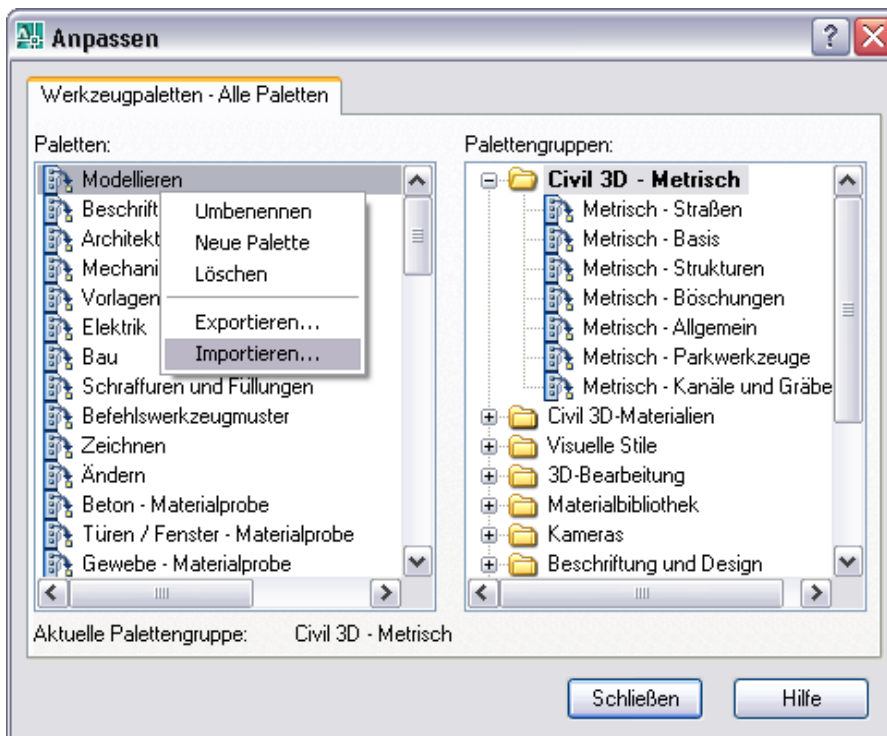 Anpassen
Werkzeugpaletten - Alle Paletten
Paletten:
Modellieren
Beschrift
Architekt
Mechani
Vorlagen
Elektrik
Bau
Schraffuren und Füllungen
Befehlswerkzeugmuster
Zeichnen
Ändern
Beton - Materialprobe
Türen / Fenster - Materialprobe
Gewebe - Materialprobe
Umbenennen
Neue Palette
Löschen
Exportieren...
Importieren...
Palettengruppen:
Civil 3D - Metrisch
Metrisch - Straßen
Metrisch - Basis
Metrisch - Strukturen
Metrisch - Böschungen
Metrisch - Allgemein
Metrisch - Parkwerkzeuge
Metrisch - Kanäle und Gräbe
Civil 3D-Materialien
Visuelle Stile
3D-Bearbeitung
Materialbibliothek
Kameras
Beschriftung und Design
Aktuelle Palettengruppe: Civil 3D - Metrisch
Schließen Hilfe